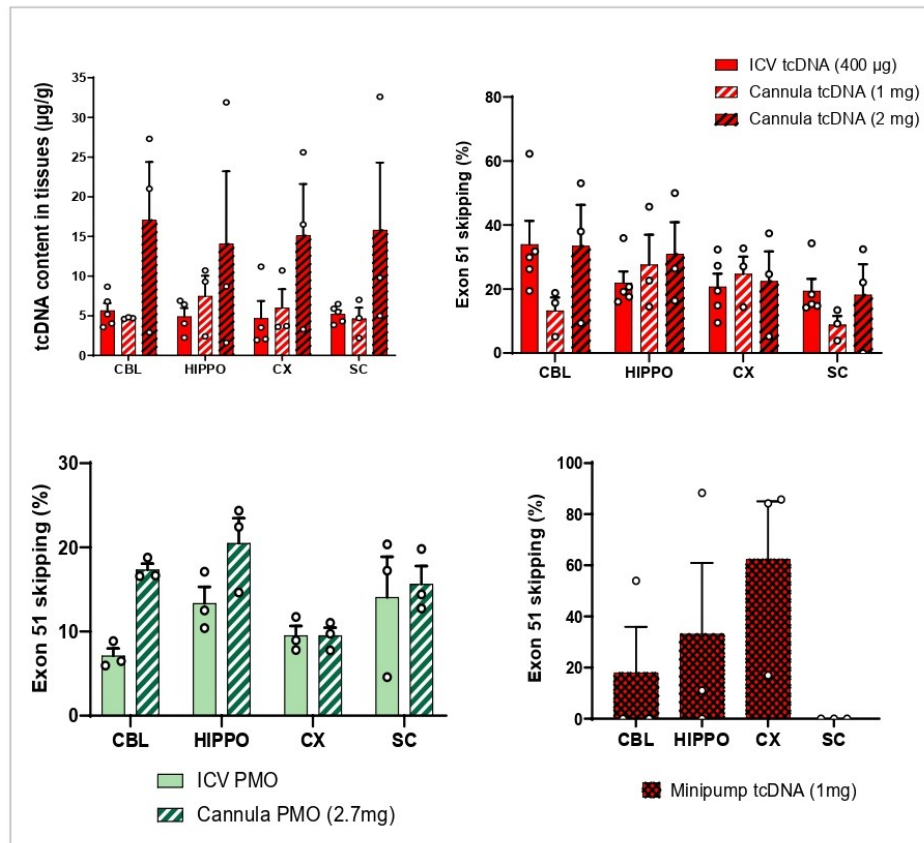 tcDNA content in tissues (µg/g)
35
30
25
20
15
10
5
0
CBL HIPPO CX SC
ICV tcDNA (400 µg)
Cannula tcDNA (1 mg)
Cannula tcDNA (2 mg)
Exon 51 skipping (%)
80
60
40
20
0
CBL HIPPO CX SC
Exon 51 skipping (%)
30
20
10
0
CBL HIPPO CX SC
ICV PMO
Cannula PMO (2.7mg)
Exon 51 skipping (%)
100
80
60
40
20
0
CBL HIPPO CX SC
Minipump tcDNA (1mg)